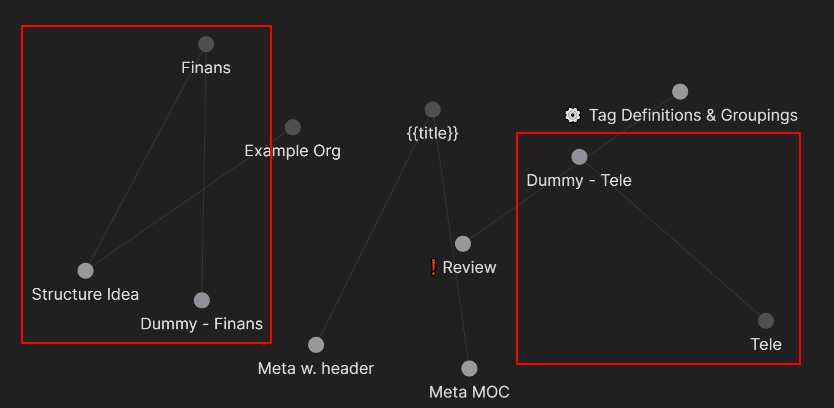 Finans
⚙ Tag Definitions & Groupings
{{title}}
Example Org
Dummy - Tele
❗ Review
Structure Idea
Dummy - Finans
Tele
Meta w. header
Meta MOC